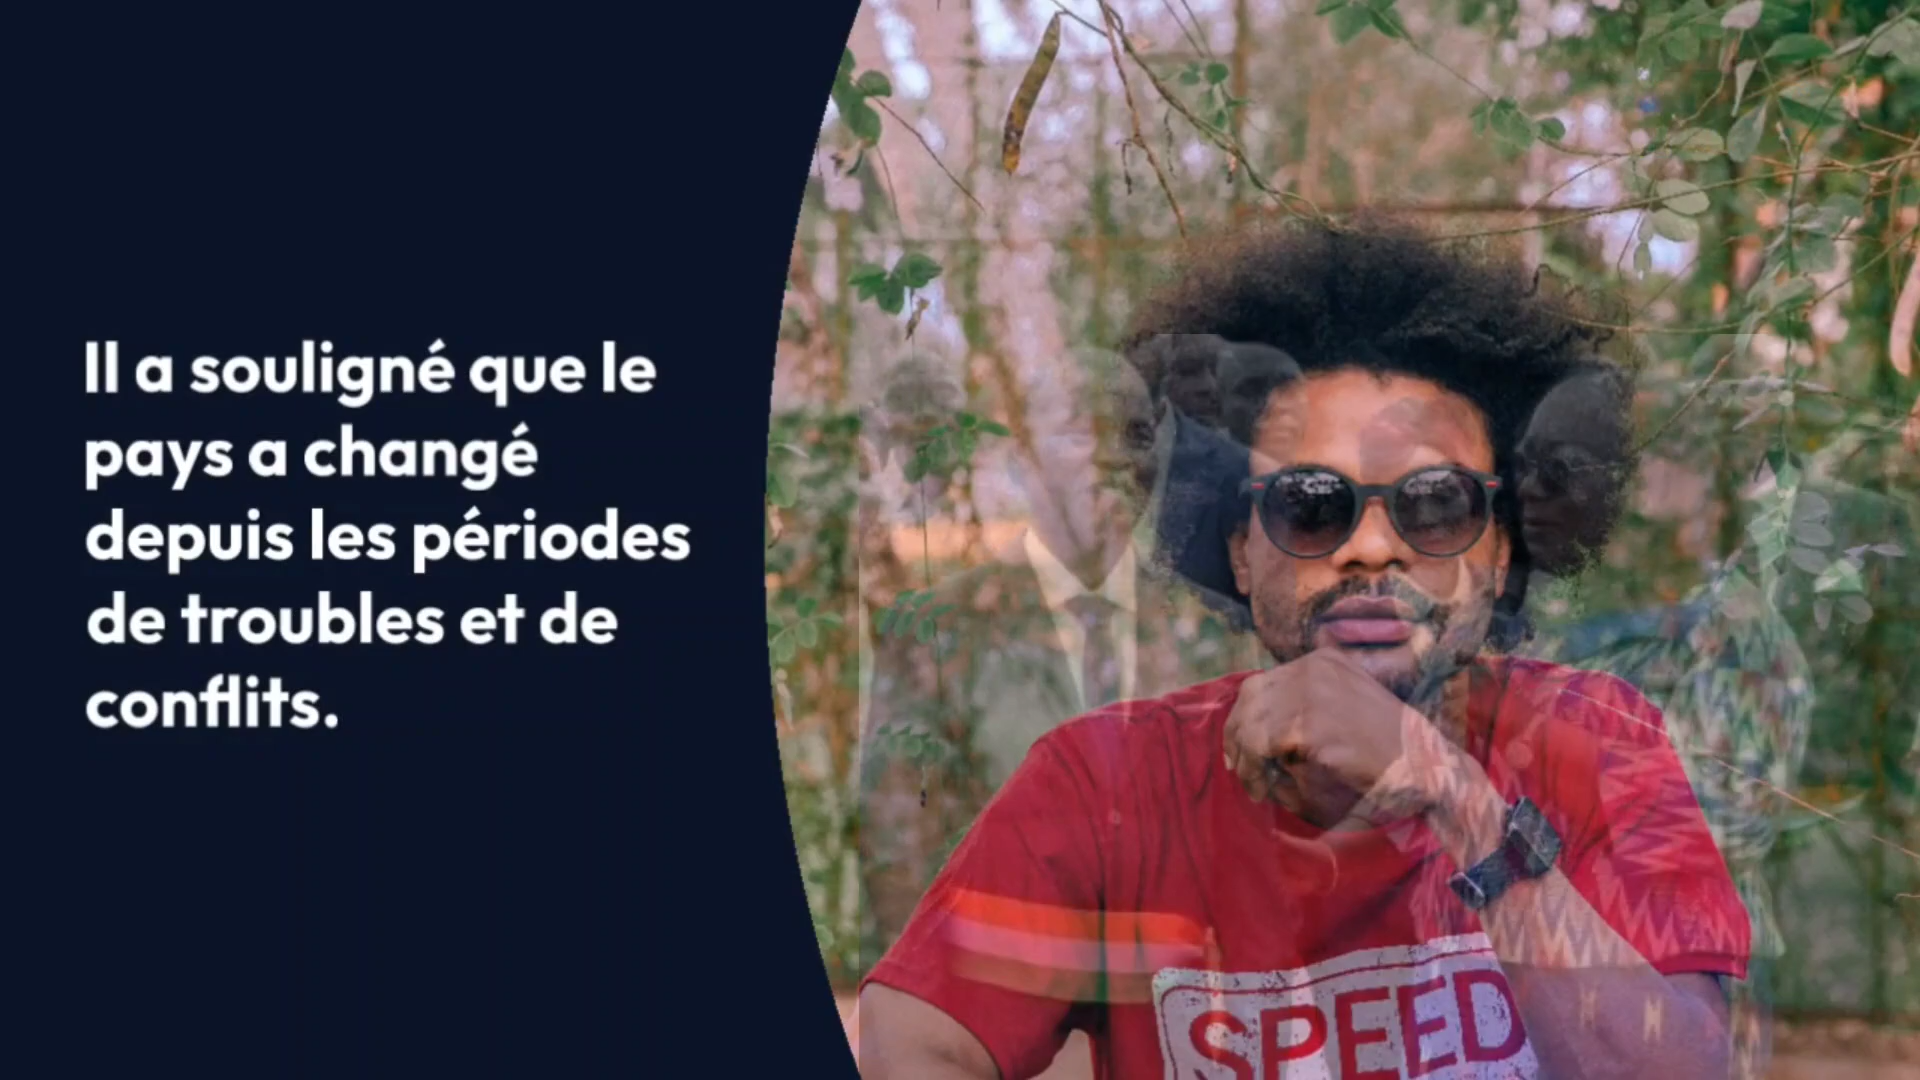 Il a souligné que le
pays a changé
depuis les périodes
de troubles et de
conflits.
SPEED